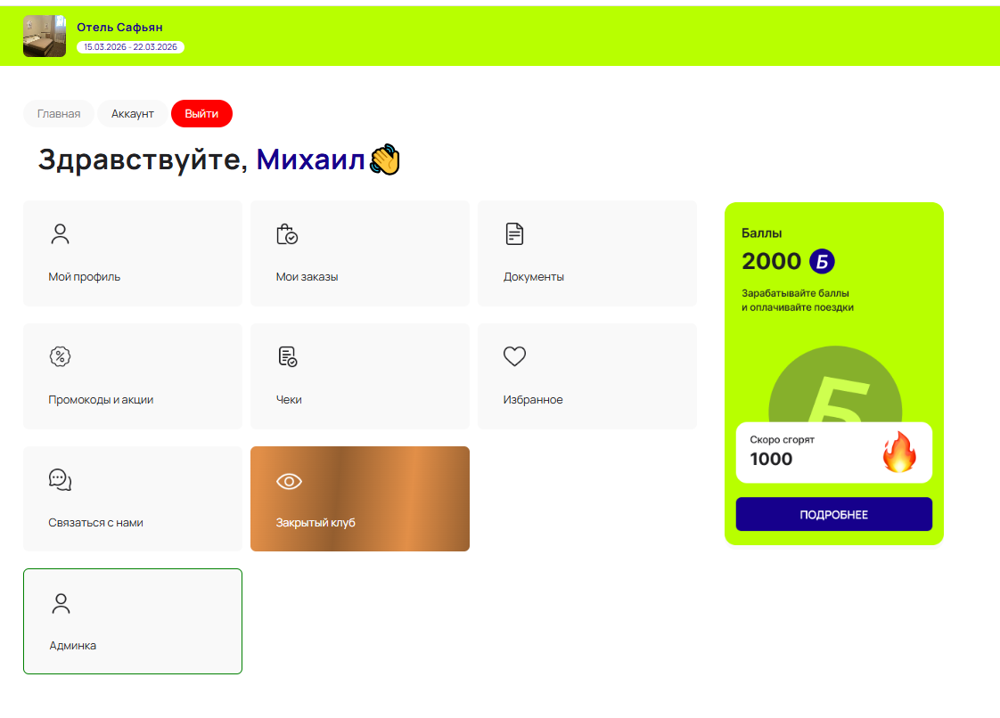 Отель Сафьян
15.03.2026 - 22.03.2026
Главная Аккаунт Выйти
Здравствуйте, Михаил👋
Мой профиль
Мои заказы
Документы
Промокоды и акции
Чеки
Избранное
Связаться с нами
Закрытый клуб
Админка
Баллы
2000 Б
Зарабатывайте баллы
и оплачивайте поездки
Б
Скоро сгорят
1000
ПОДРОБНЕЕ